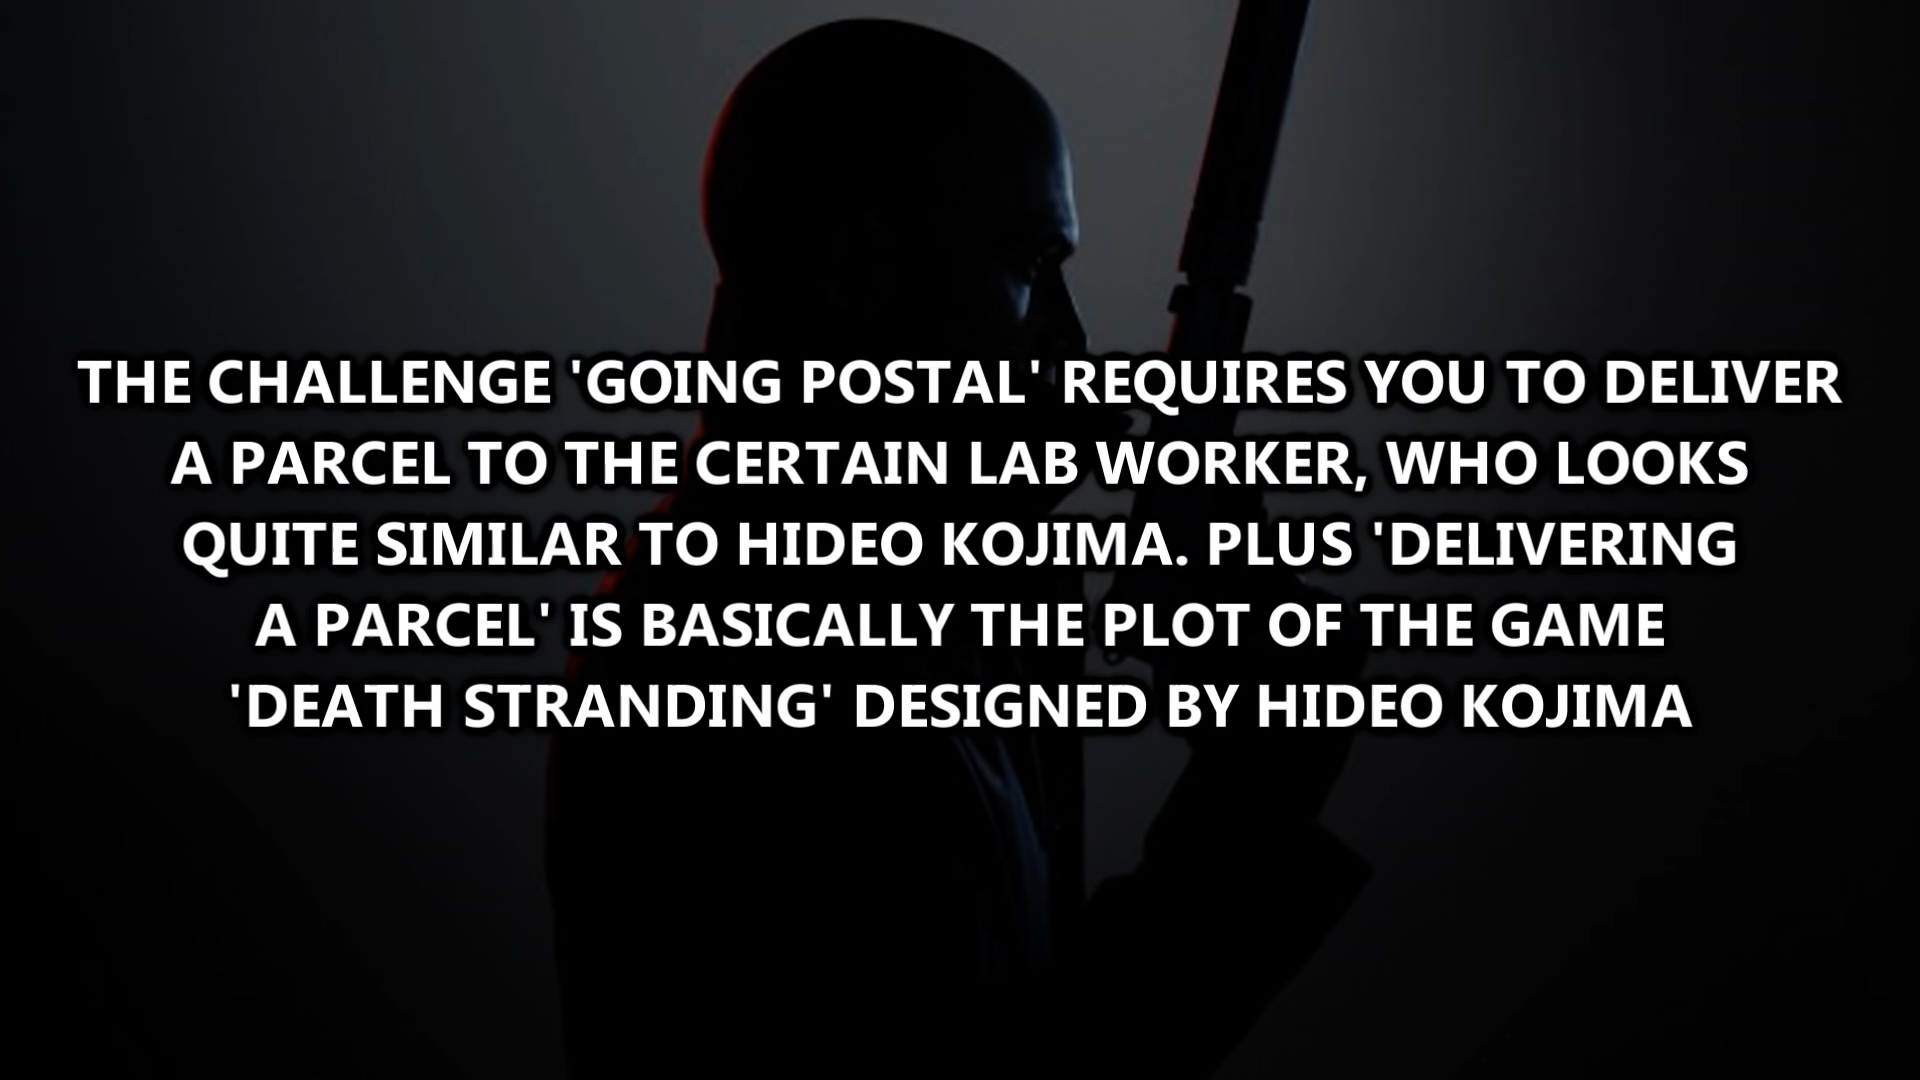 THE CHALLENGE 'GOING POSTAL' REQUIRES YOU TO DELIVER
A PARCEL TO THE CERTAIN LAB WORKER, WHO LOOKS
QUITE SIMILAR TO HIDEO KOJIMA. PLUS 'DELIVERING
A PARCEL' IS BASICALLY THE PLOT OF THE GAME
'DEATH STRANDING' DESIGNED BY HIDEO KOJIMA